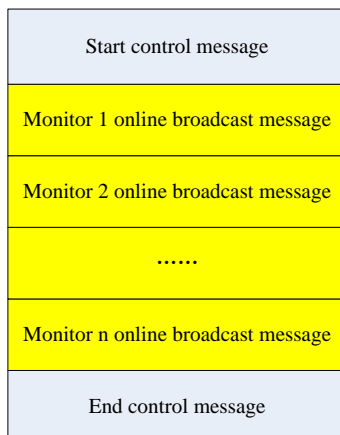 Start control message
Monitor 1 online broadcast message
Monitor 2 online broadcast message
......
Monitor n online broadcast message
End control message